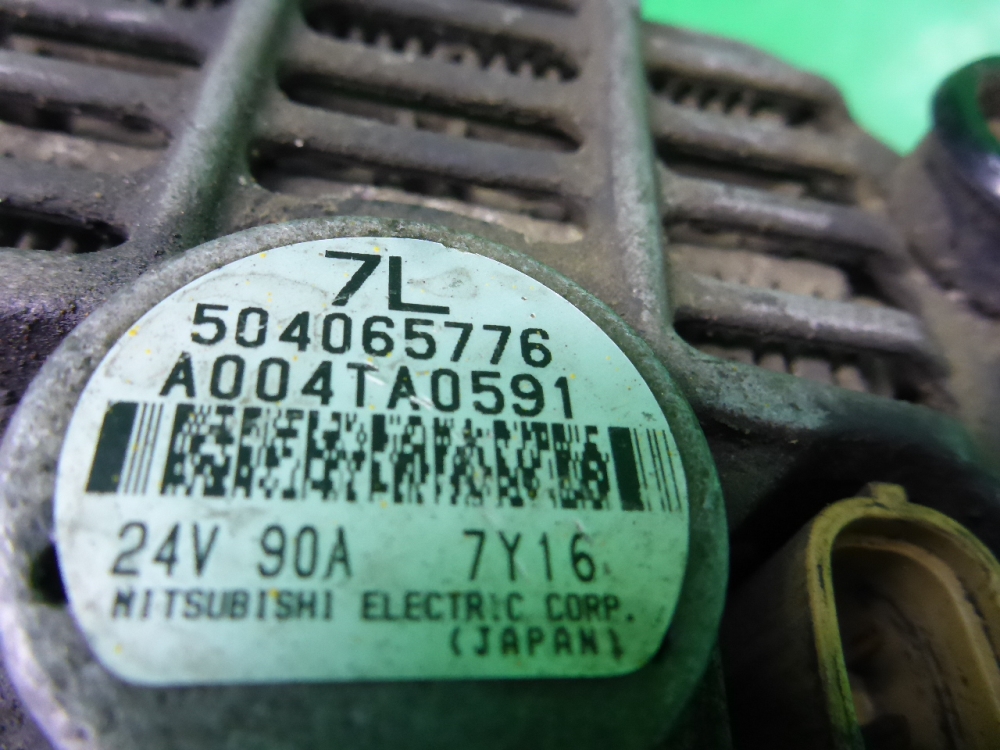 7L
504065776
A004TA0591
24V 90A 7Y16
MITSUBISHI ELECTRIC CORP.
(JAPAN)